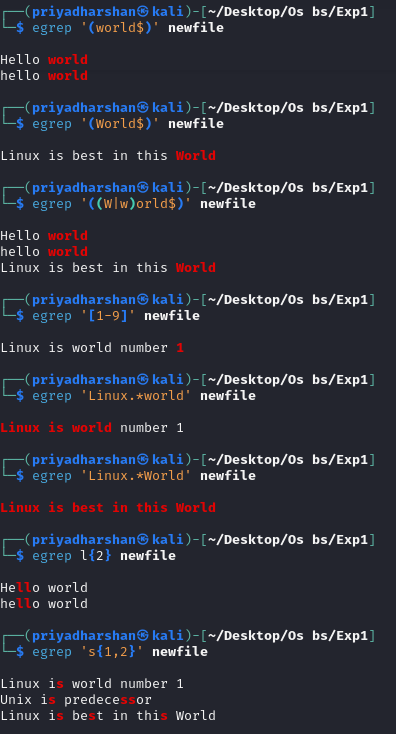 ┌──(priyadharshan㉿kali)-[~/Desktop/Os bs/Exp1]
└─$ egrep '(world$)' newfile
Hello world
hello world
┌──(priyadharshan㉿kali)-[~/Desktop/Os bs/Exp1]
└─$ egrep '(World$)' newfile
Linux is best in this World
┌──(priyadharshan㉿kali)-[~/Desktop/Os bs/Exp1]
└─$ egrep '((W|w)orld$)' newfile
Hello world
hello world
Linux is best in this World
┌──(priyadharshan㉿kali)-[~/Desktop/Os bs/Exp1]
└─$ egrep '[1-9]' newfile
Linux is world number 1
┌──(priyadharshan㉿kali)-[~/Desktop/Os bs/Exp1]
└─$ egrep 'Linux.*world' newfile
Linux is world number 1
┌──(priyadharshan㉿kali)-[~/Desktop/Os bs/Exp1]
└─$ egrep 'Linux.*World' newfile
Linux is best in this World
┌──(priyadharshan㉿kali)-[~/Desktop/Os bs/Exp1]
└─$ egrep l{2} newfile
Hello world
hello world
┌──(priyadharshan㉿kali)-[~/Desktop/Os bs/Exp1]
└─$ egrep 's{1,2}' newfile
Linux is world number 1
Unix is predecessor
Linux is best in this World